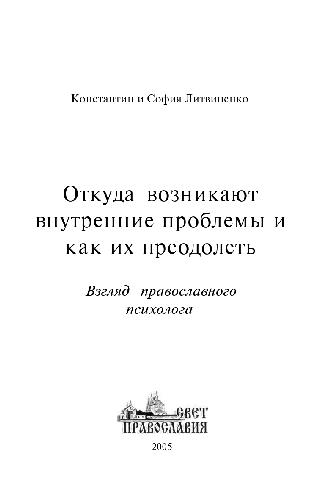 Константин и София Литвиненко
Откуда возникают
внутренние проблемы и
как их преодолеть
Взгляд православного
психолога
СВЕТ
ПРАВОСЛАВИЯ
2005